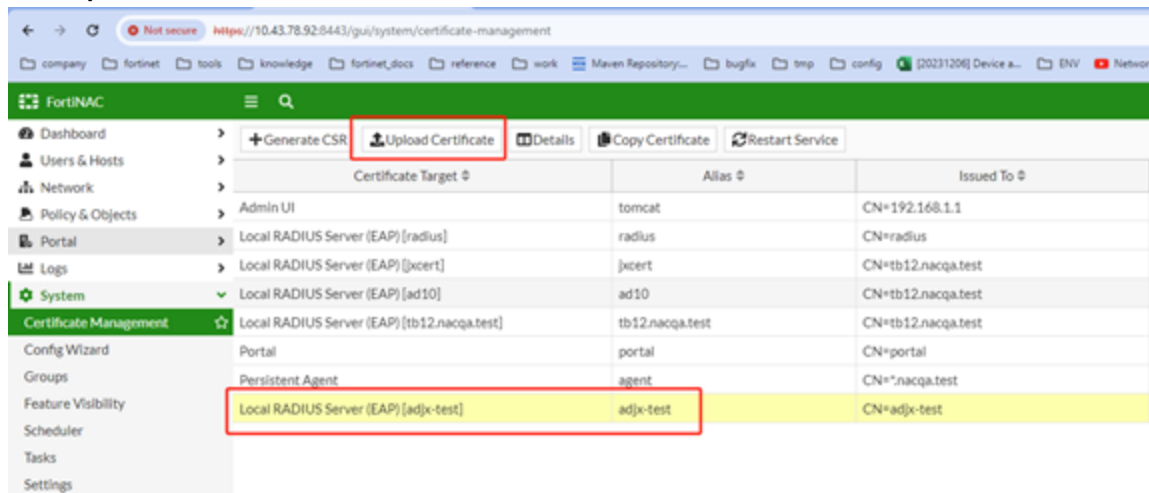 Not secure https://10.43.78.92:8443/gui/system/certificate-management
company fortinet tools knowledge fortinet_docs reference work Maven Repository... bugfix tmp config [20231206] Device a... ENV Networ
FortiNAC
Dashboard
Users & Hosts
Network
Policy & Objects
Portal
Logs
System
Certificate Management
Config Wizard
Groups
Feature Visibility
Scheduler
Tasks
Settings
Generate CSR Upload Certificate Details Copy Certificate Restart Service
Certificate Target Alias Issued To
Admin UI tomcat CN=192.168.1.1
Local RADIUS Server (EAP) [radius] radius CN=radius
Local RADIUS Server (EAP) [jxcert] jxcert CN=tb12.nacqa.test
Local RADIUS Server (EAP) [ad10] ad10 CN=tb12.nacqa.test
Local RADIUS Server (EAP) [tb12.nacqa.test] tb12.nacqa.test CN=tb12.nacqa.test
Portal portal CN=portal
Persistent Agent agent CN=*.nacqa.test
Local RADIUS Server (EAP) [adjx-test] adjx-test CN=adjx-test